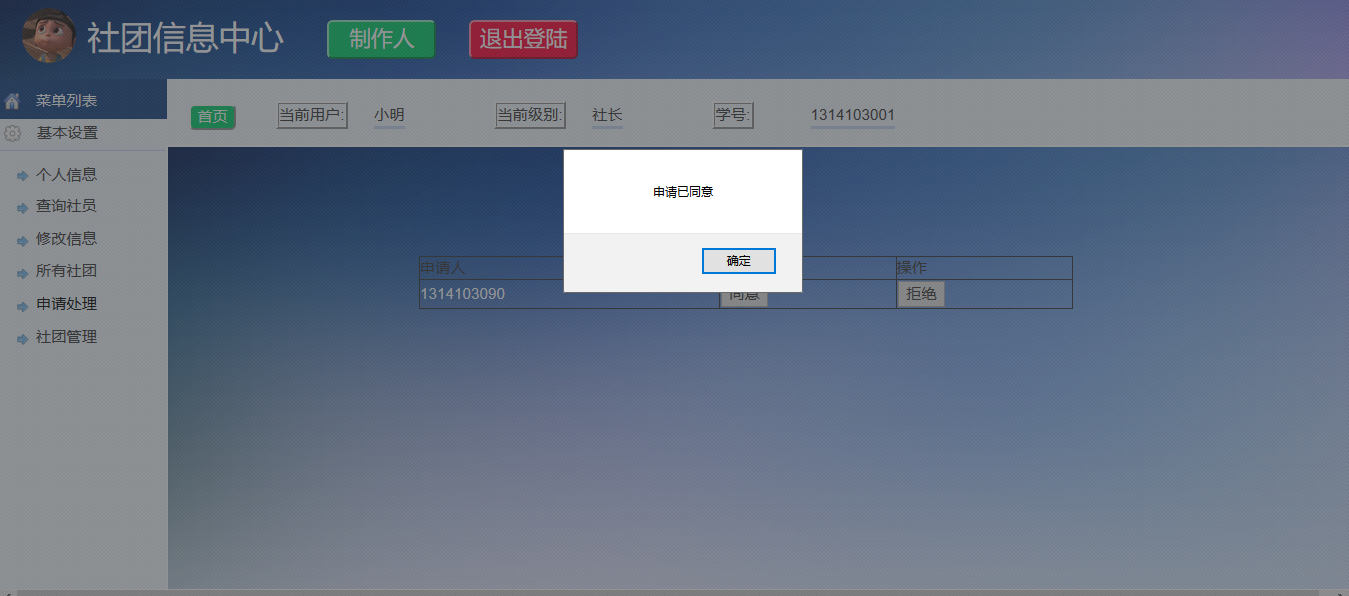 社团信息中心 制作人 退出登陆
菜单列表
基本设置
首页 当前用户: 小明 当前级别: 社长 学号: 1314103001
个人信息
查询社员
修改信息
所有社团
申请处理
社团管理
申请已同意
确定
申请人 操作
1314103090 同意 拒绝